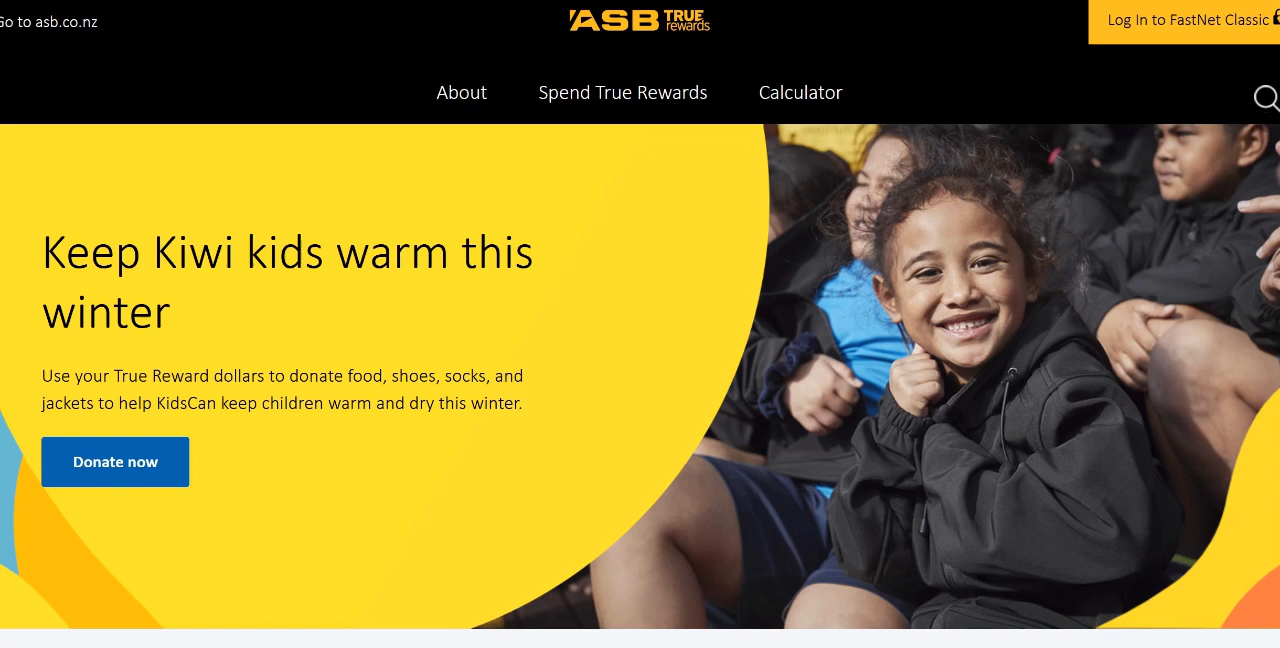 Go to asb.co.nz
ASB TRUE rewards
Log In to FastNet Classic
About
Spend True Rewards
Calculator
Keep Kiwi kids warm this
winter
Use your True Reward dollars to donate food, shoes, socks, and
jackets to help KidsCan keep children warm and dry this winter.
Donate now